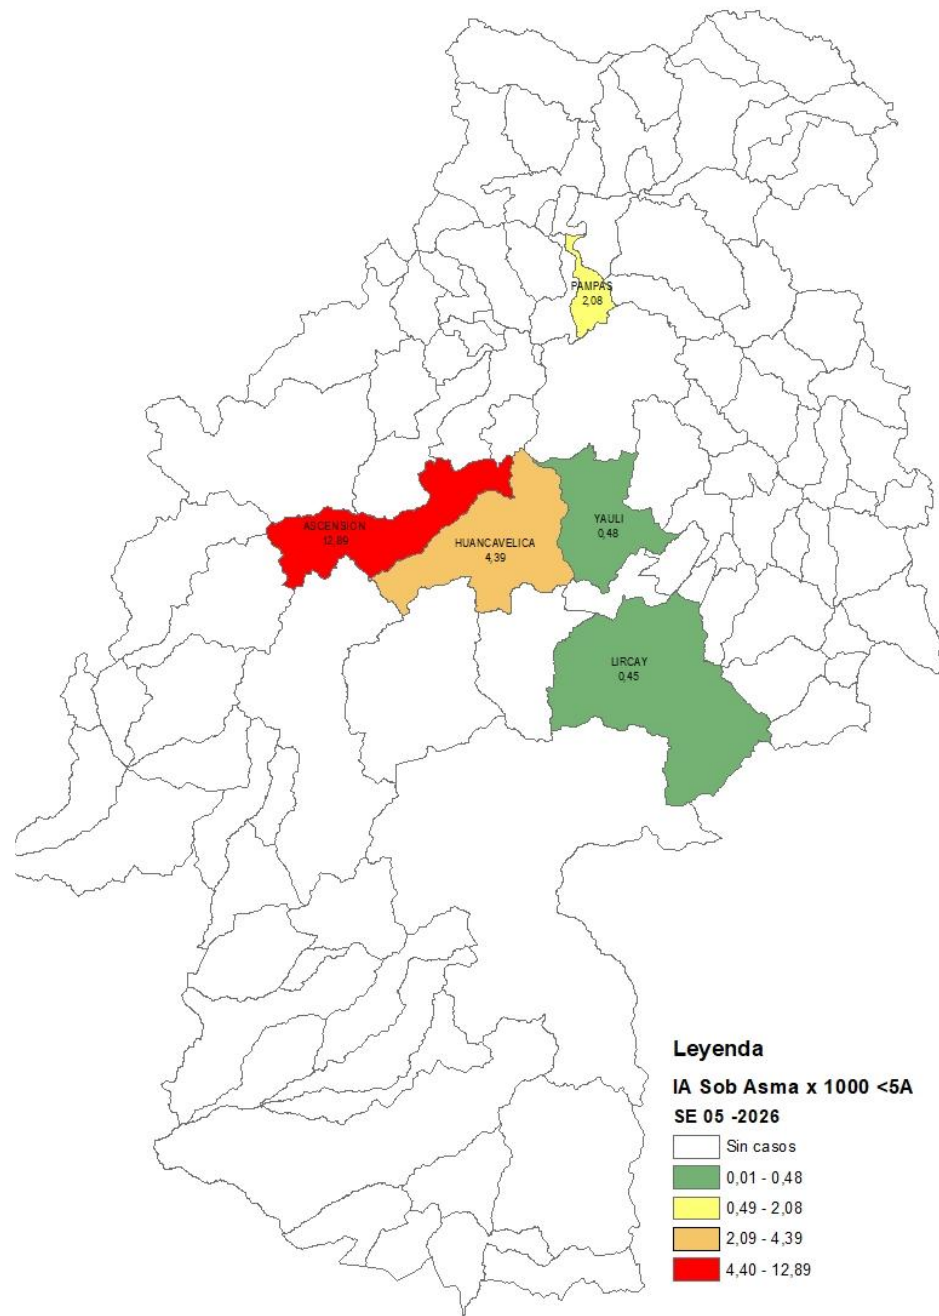 PAMPAS
2,08
ASCENSION
12,89
YAULI
0,48
HUANCAVELICA
4,39
LIRCAY
0,45
Leyenda
IA Sob Asma x 1000 <5A
SE 05 -2026
Sin casos
0,01 - 0,48
0,49 - 2,08
2,09 - 4,39
4,40 - 12,89